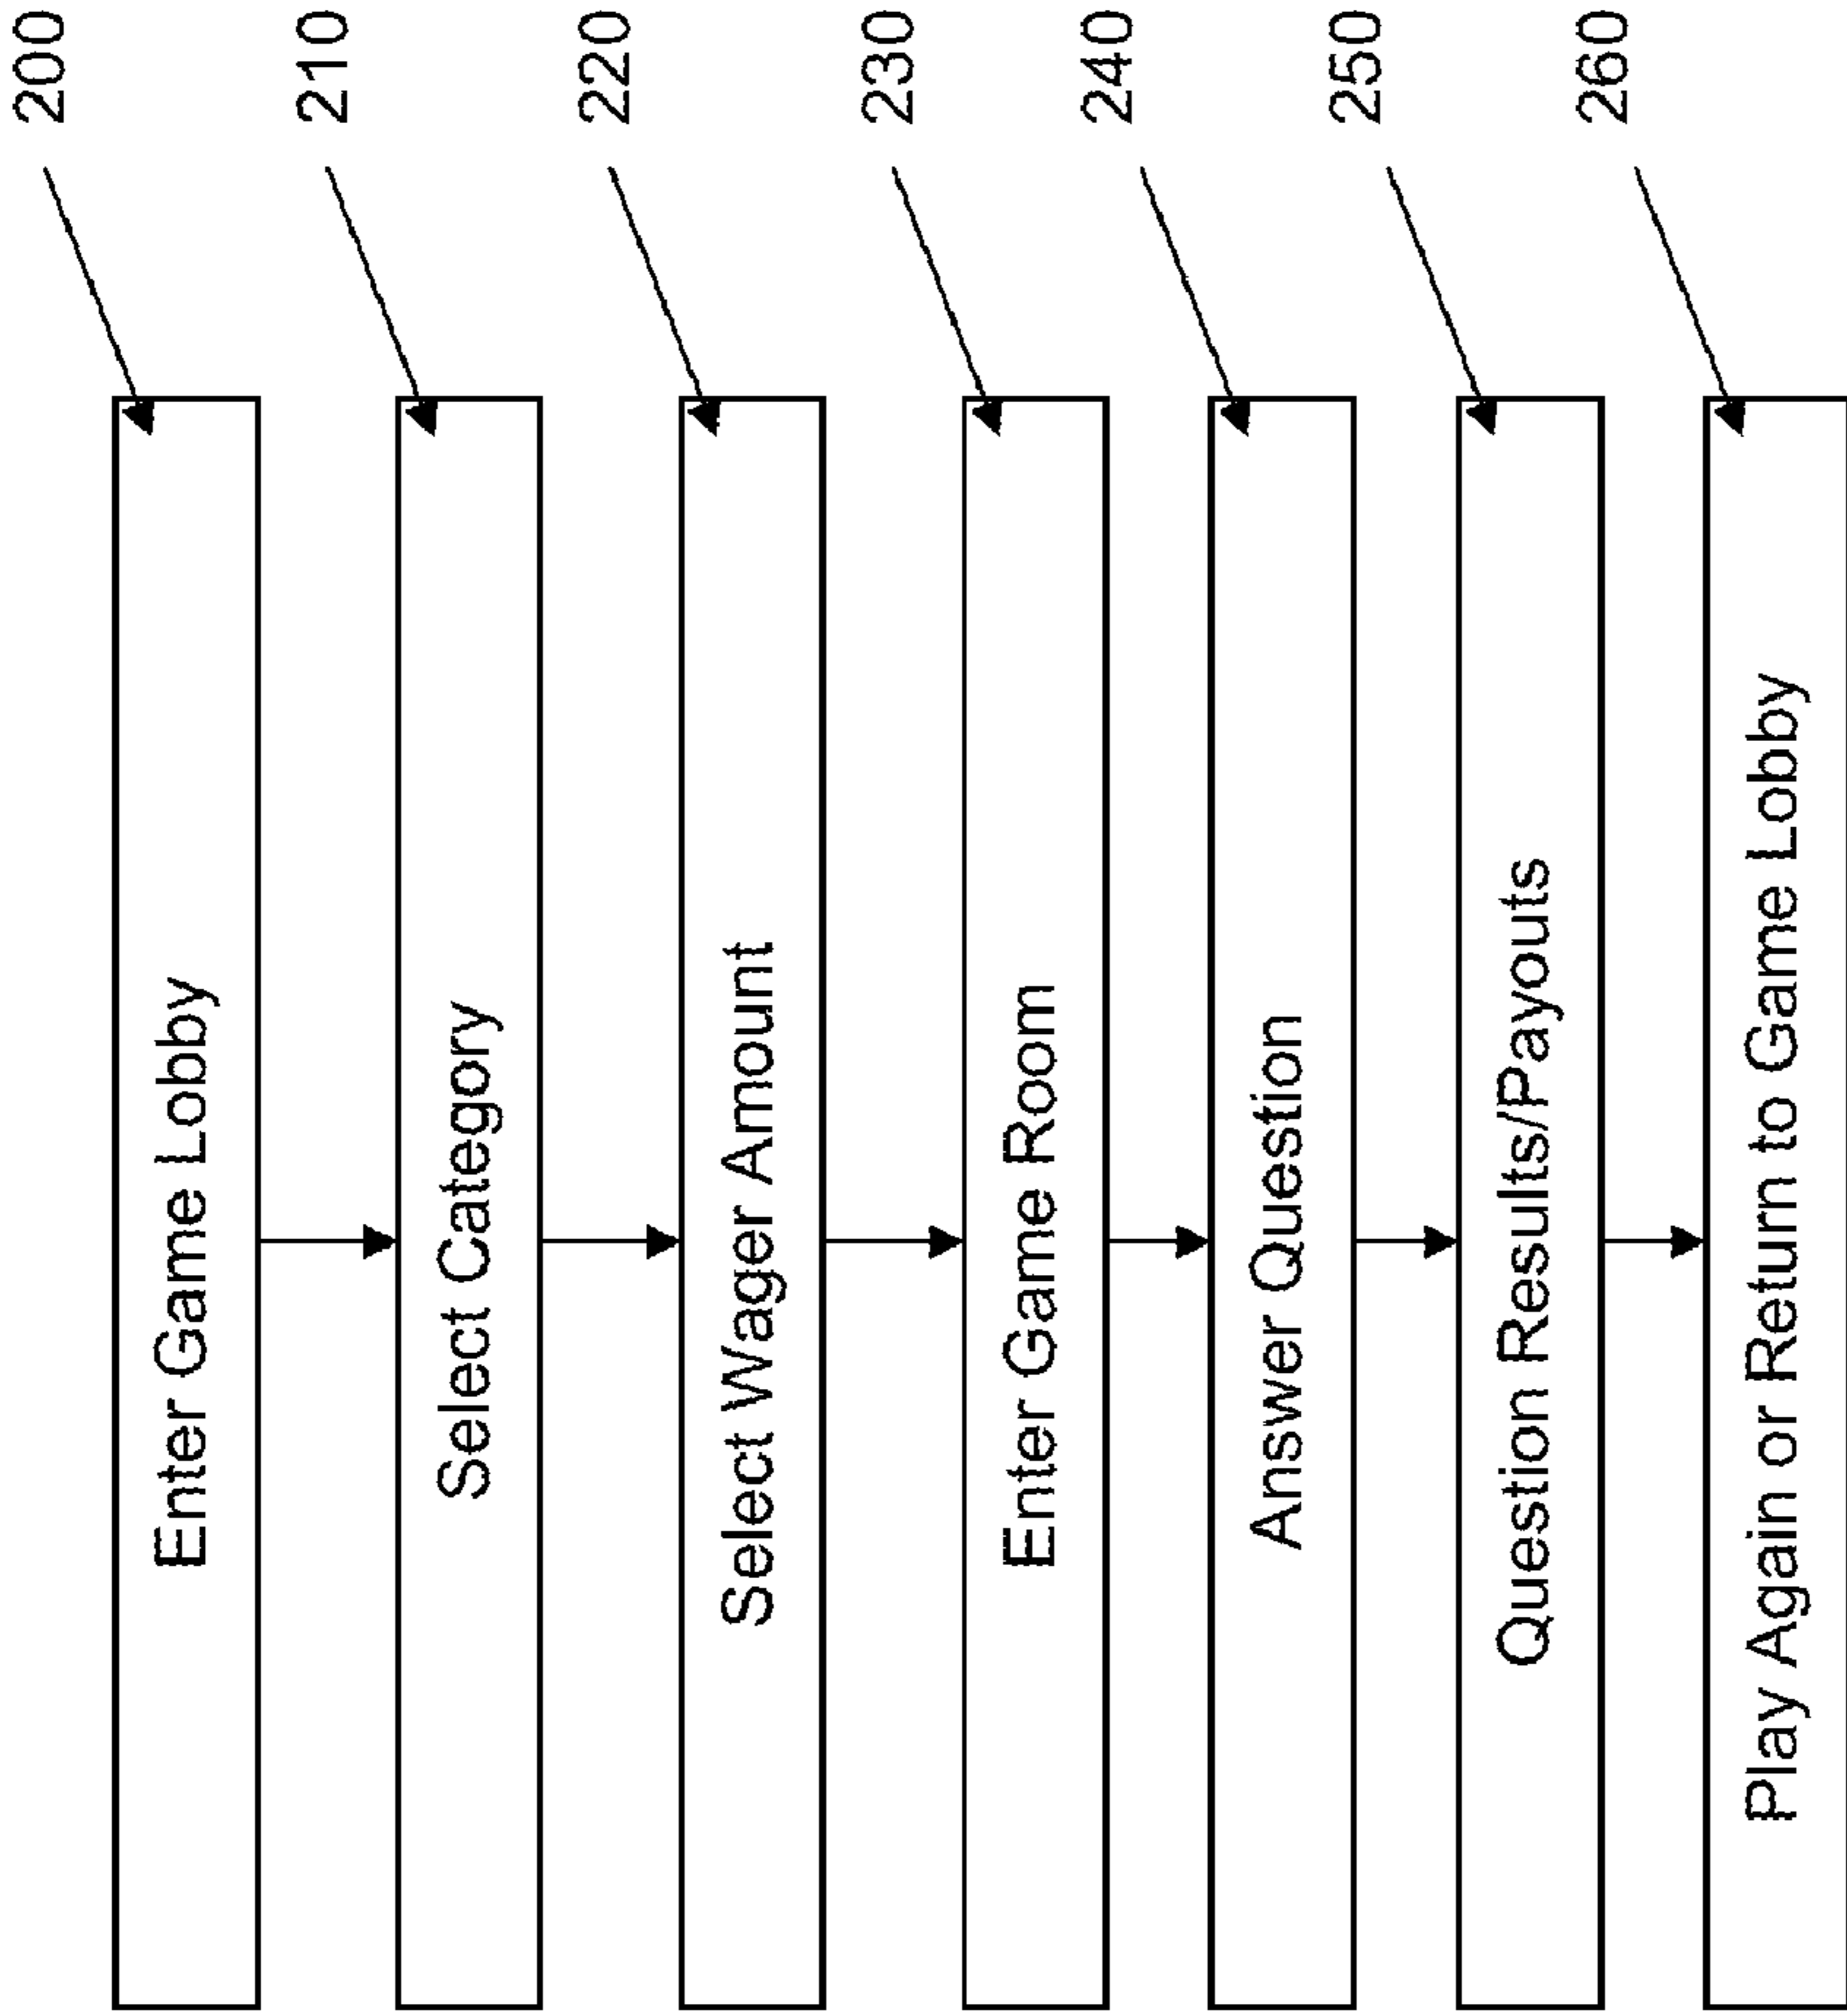 Enter Game Lobby
200
Select Category
210
Select Wager Amount
220
Enter Game Room
230
Answer Question
240
Question Results/Payouts
250
Play Again or Return to Game Lobby
260